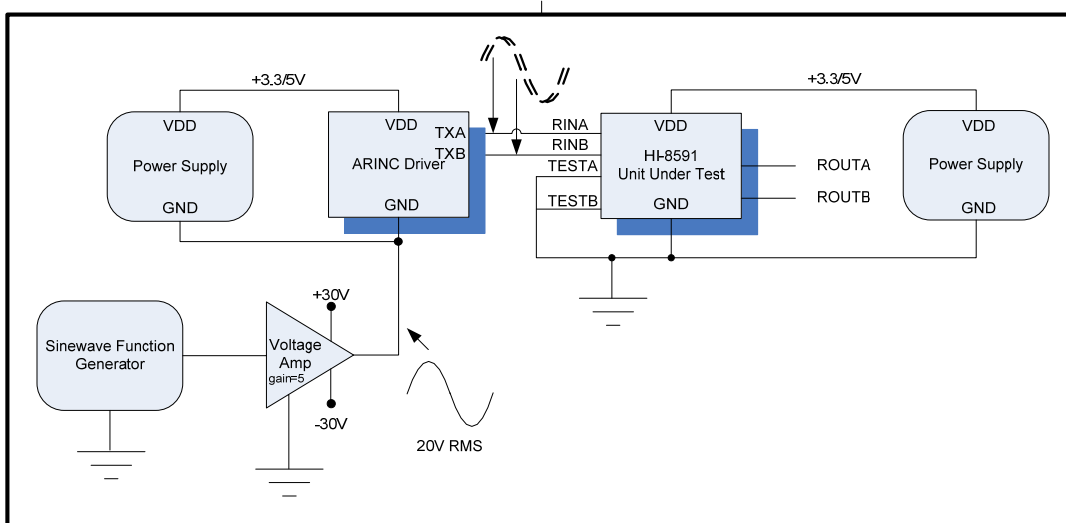 +3.3/5V
+3.3/5V
VDD
Power Supply
GND
VDD
TXA
TXB
ARINC Driver
GND
RINA
RINB
TESTA
TESTB
VDD
HI-8591
Unit Under Test
GND
ROUTA
ROUTB
VDD
Power Supply
GND
Sinewave Function
Generator
+30V
Voltage
Amp
gain=5
-30V
20V RMS